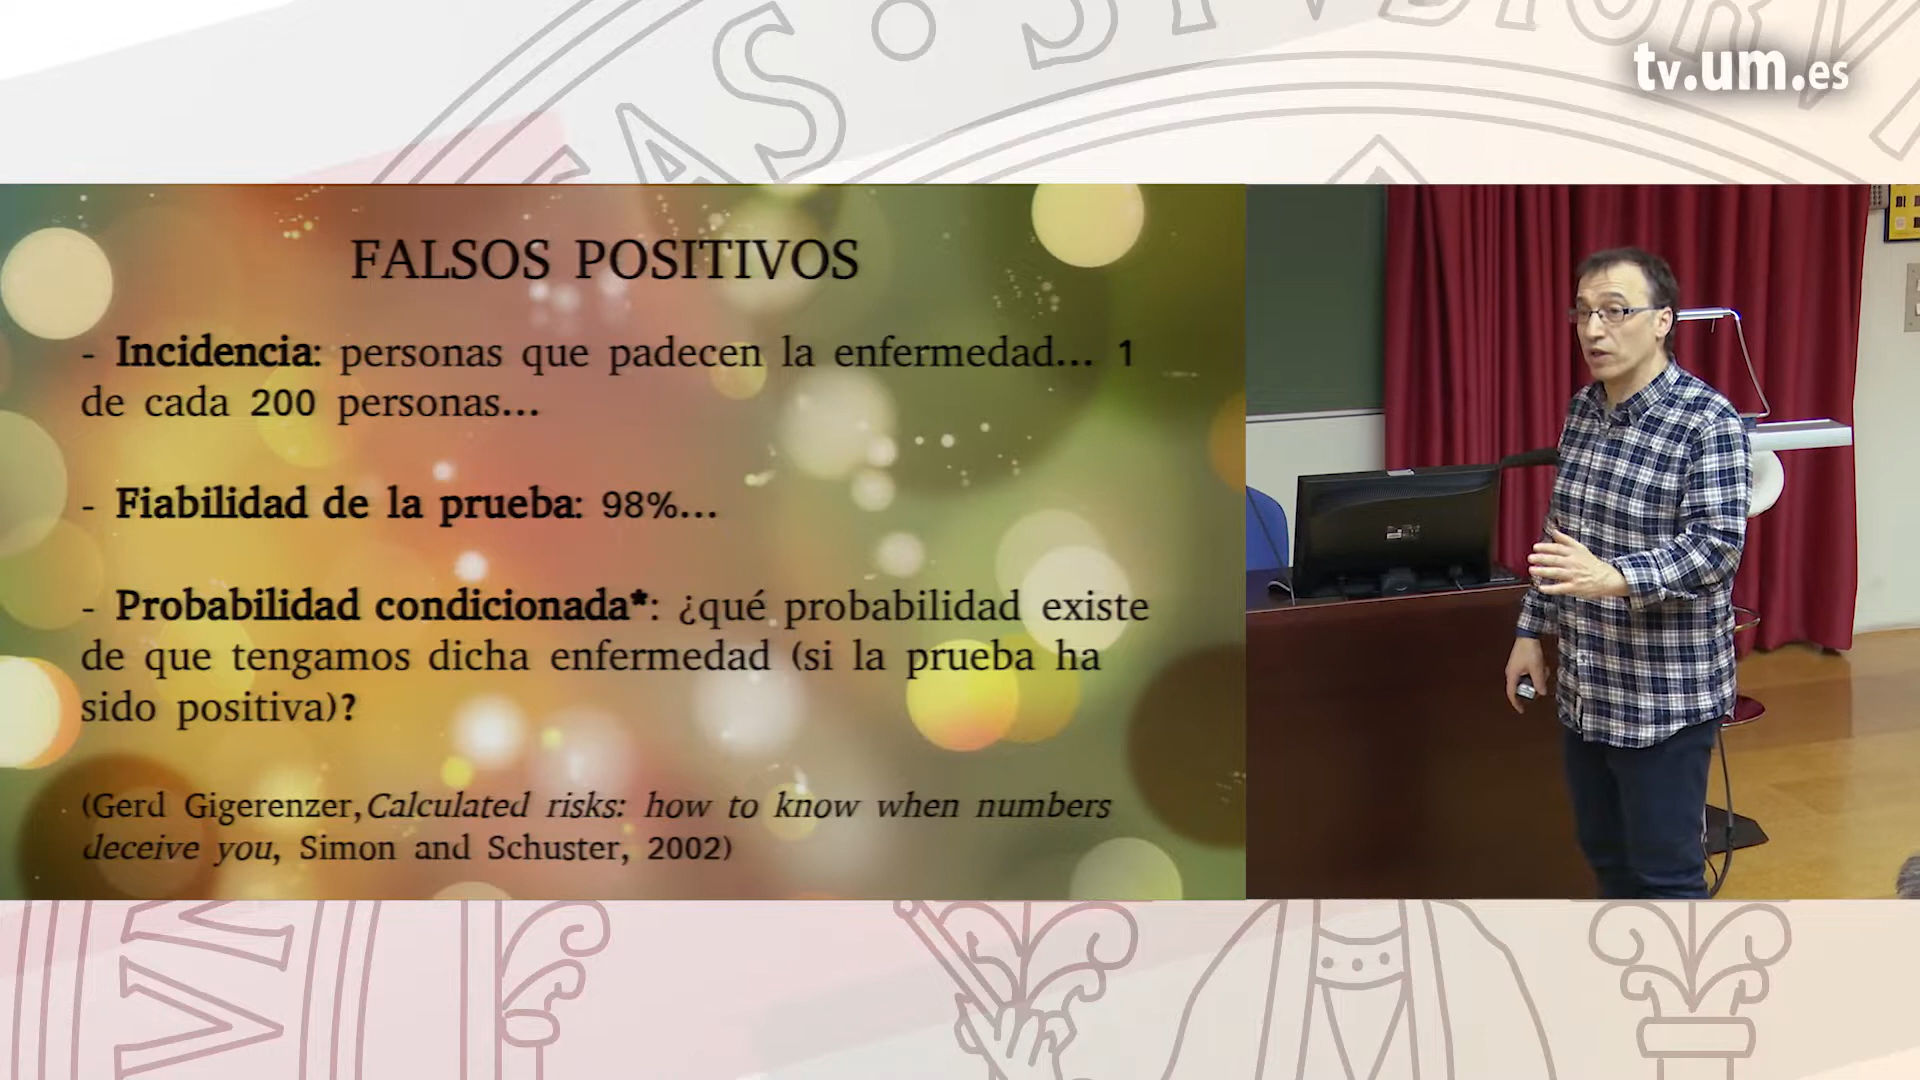 AS · STVDIORV
tv.um.es
FALSOS POSITIVOS
- Incidencia: personas que padecen la enfermedad... 1
de cada 200 personas...
- Fiabilidad de la prueba: 98%...
- Probabilidad condicionada*: ¿qué probabilidad existe
de que tengamos dicha enfermedad (si la prueba ha
sido positiva)?
(Gerd Gigerenzer, Calculated risks: how to know when numbers
deceive you, Simon and Schuster, 2002)